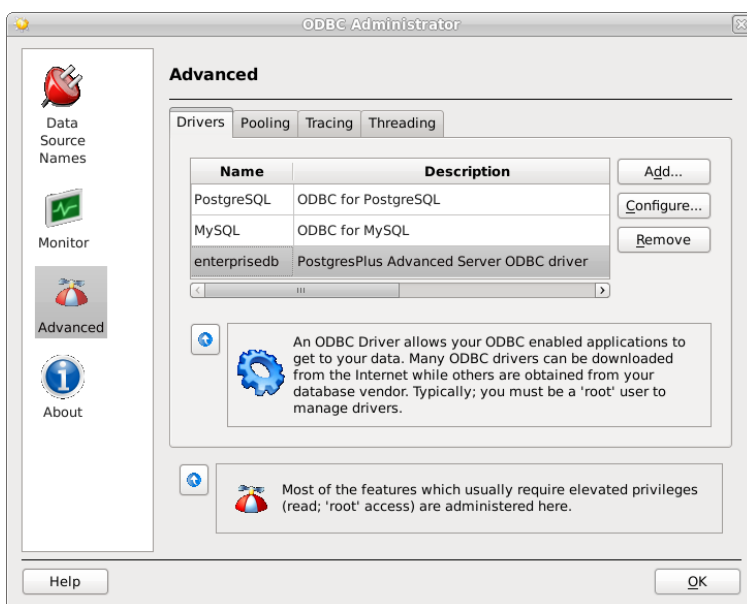 ODBC Administrator
Data
Source
Names
Monitor
Advanced
About
Advanced
Drivers Pooling Tracing Threading
Name Description
PostgreSQL ODBC for PostgreSQL
MySQL ODBC for MySQL
enterprisedb PostgresPlus Advanced Server ODBC driver
Add...
Configure...
Remove
An ODBC Driver allows your ODBC enabled applications to
get to your data. Many ODBC drivers can be downloaded
from the Internet while others are obtained from your
database vendor. Typically; you must be a 'root' user to
manage drivers.
Most of the features which usually require elevated privileges
(read; 'root' access) are administered here.
Help
OK